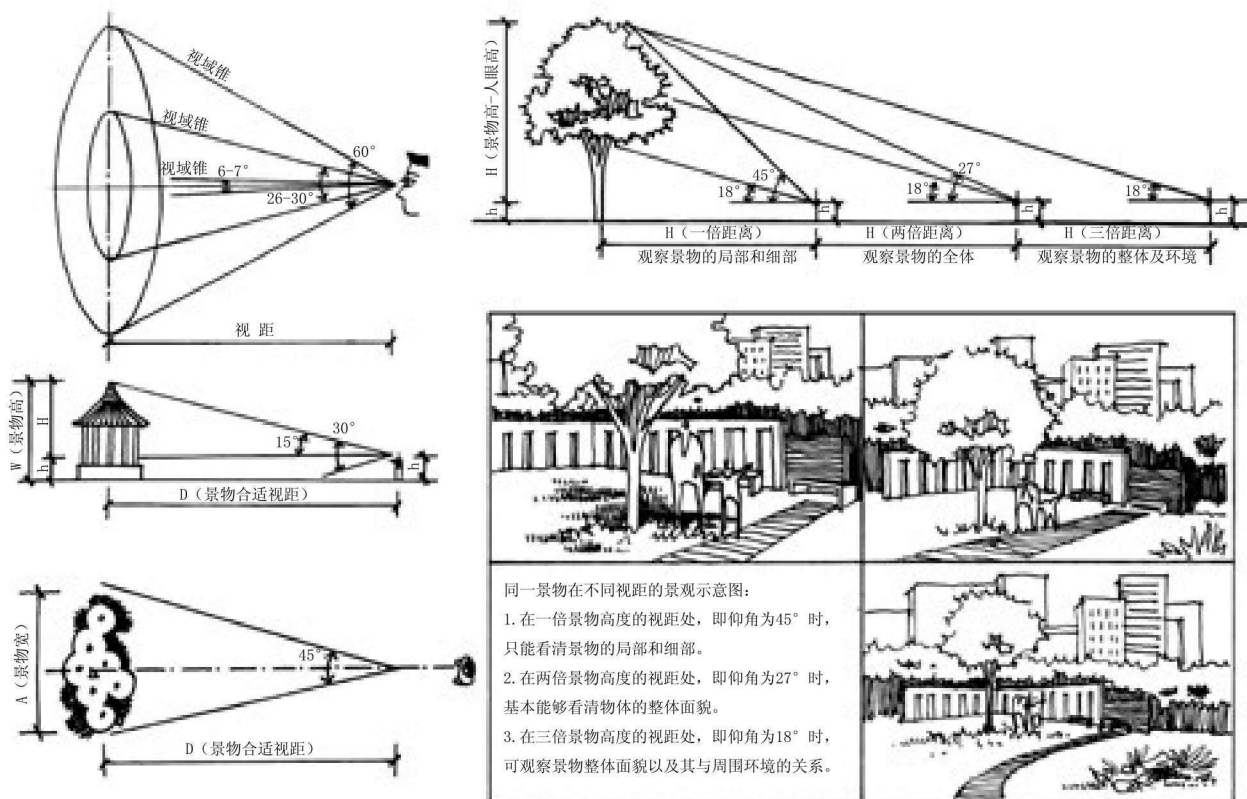 视域锥
视域锥
视域锥
6-7°
60°
26-30°
视 距
H（景物高-人眼高）
h
18°
45°
h
18°
27°
h
18°
h
H（一倍距离）
H（两倍距离）
H（三倍距离）
观察景物的局部和细部
观察景物的全体
观察景物的整体及环境
W（景物高）
H
h
15°
30°
h
D（景物合适视距）
A（景物宽）
45°
D（景物合适视距）
同一景物在不同视距的景观示意图：
1.在一倍景物高度的视距处，即仰角为45°时，
只能看清景物的局部和细部。
2.在两倍景物高度的视距处，即仰角为27°时，
基本能够看清物体的整体面貌。
3.在三倍景物高度的视距处，即仰角为18°时，
可观察景物整体面貌以及其与周围环境的关系。